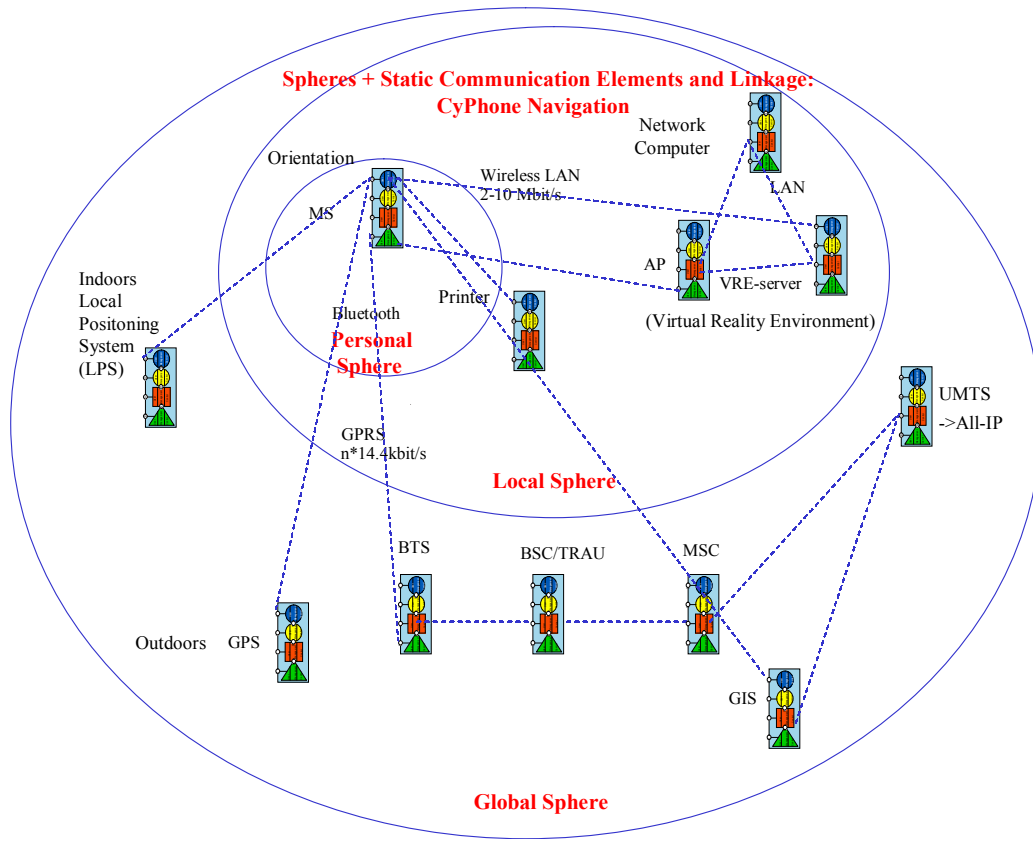 Spheres + Static Communication Elements and Linkage:
CyPhone Navigation
Network
Computer
Orientation
Wireless LAN
2-10 Mbit/s
LAN
MS
AP
VRE-server
(Virtual Reality Environment)
Indoors
Local
Positoning
System
(LPS)
Printer
Bluetooth
Personal
Sphere
UMTS
->All-IP
GPRS
n*14.4kbit/s
Local Sphere
BTS
BSC/TRAU
MSC
Outdoors
GPS
GIS
Global Sphere